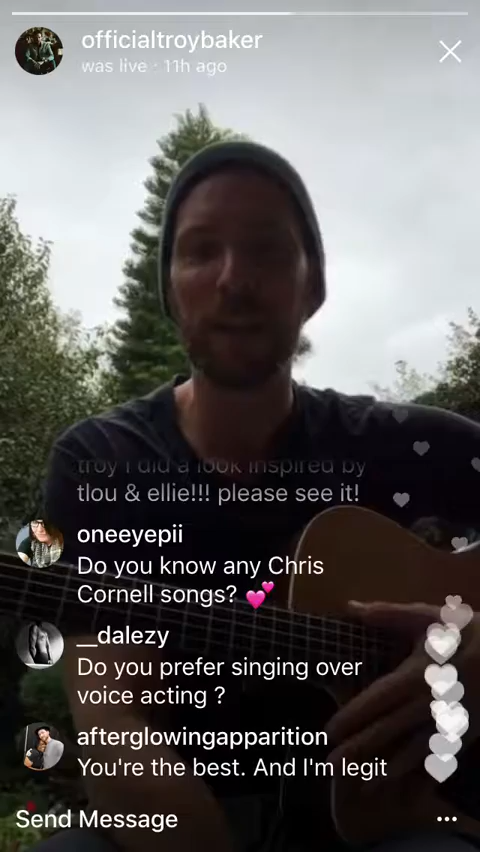 officialtroybaker
was live · 11h ago
troy I did a look inspired by
tlou & ellie!!! please see it!
oneeyepii
Do you know any Chris
Cornell songs? 💕
__dalezy
Do you prefer singing over
voice acting ?
afterglowingapparition
You're the best. And I'm legit
Send Message